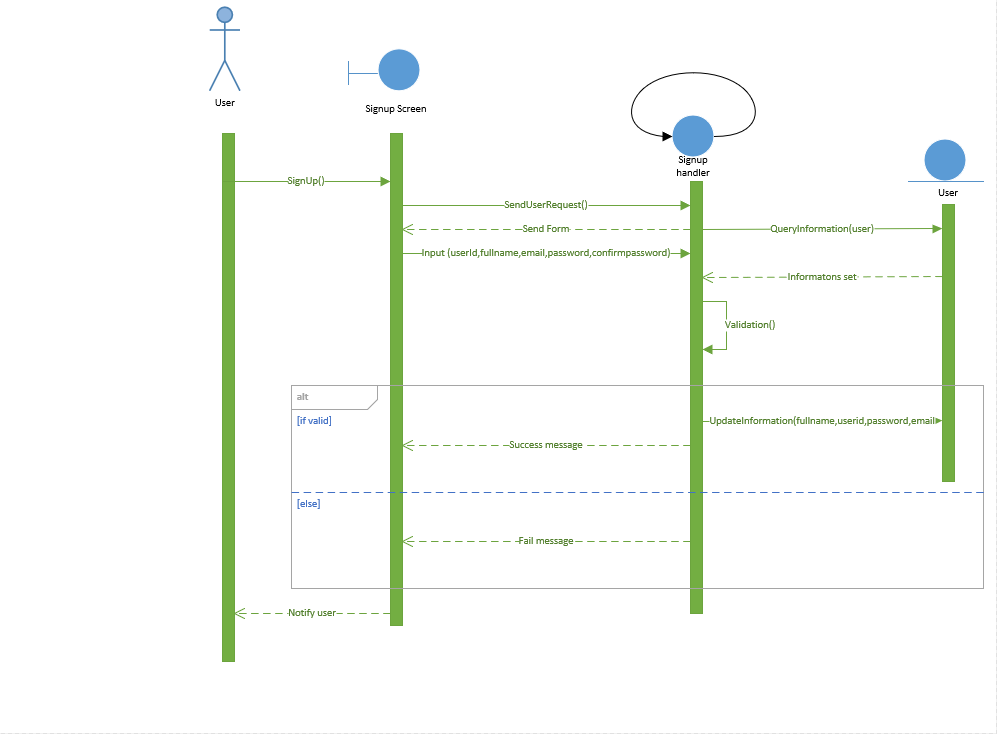 User
Signup Screen
Signup
handler
User
SignUp()
SendUserRequest()
Send Form
QueryInformation(user)
Input (userId,fullname,email,password,confirmpassword)
Informatons set
Validation()
alt
[if valid]
UpdateInformation(fullname,userid,password,email
Success message
[else]
Fail message
Notify user